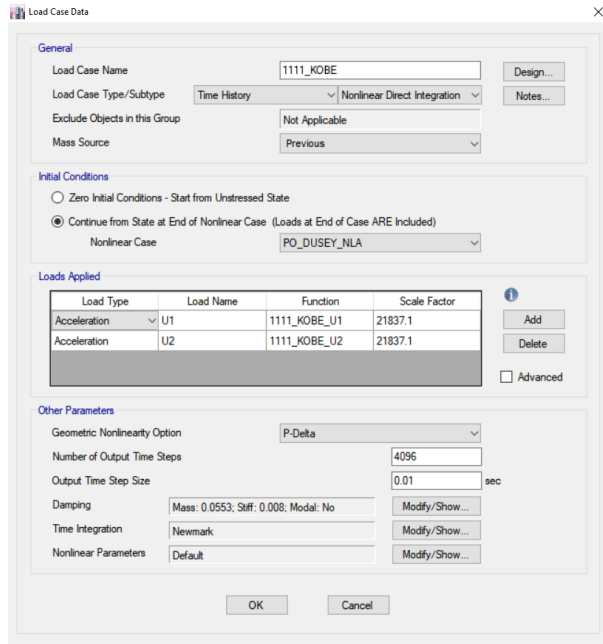 Load Case Data
General
Load Case Name 1111_KOBE Design...
Load Case Type/Subtype Time History Nonlinear Direct Integration Notes...
Exclude Objects in this Group Not Applicable
Mass Source Previous
Initial Conditions
Zero Initial Conditions - Start from Unstressed State
Continue from State at End of Nonlinear Case (Loads at End of Case ARE Included)
Nonlinear Case PO_DUSEY_NLA
Loads Applied
Load Type Load Name Function Scale Factor
Acceleration U1 1111_KOBE_U1 21837.1 Add
Acceleration U2 1111_KOBE_U2 21837.1 Delete
Advanced
Other Parameters
Geometric Nonlinearity Option P-Delta
Number of Output Time Steps 4096
Output Time Step Size 0.01 sec
Damping Mass: 0.0553; Stiff: 0.008; Modal: No Modify/Show...
Time Integration Newmark Modify/Show...
Nonlinear Parameters Default Modify/Show...
OK Cancel